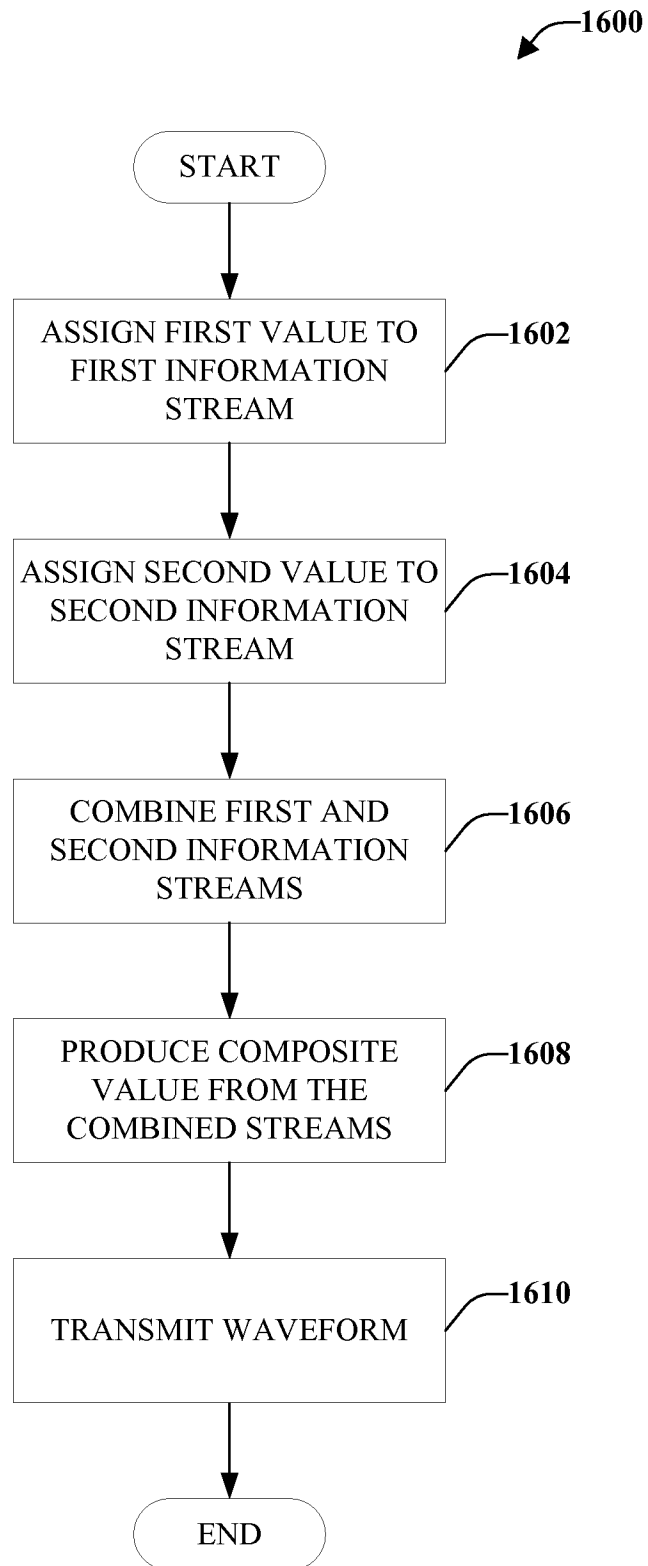 1600
START
ASSIGN FIRST VALUE TO
FIRST INFORMATION
STREAM
1602
ASSIGN SECOND VALUE TO
SECOND INFORMATION
STREAM
1604
COMBINE FIRST AND
SECOND INFORMATION
STREAMS
1606
PRODUCE COMPOSITE
VALUE FROM THE
COMBINED STREAMS
1608
TRANSMIT WAVEFORM
1610
END